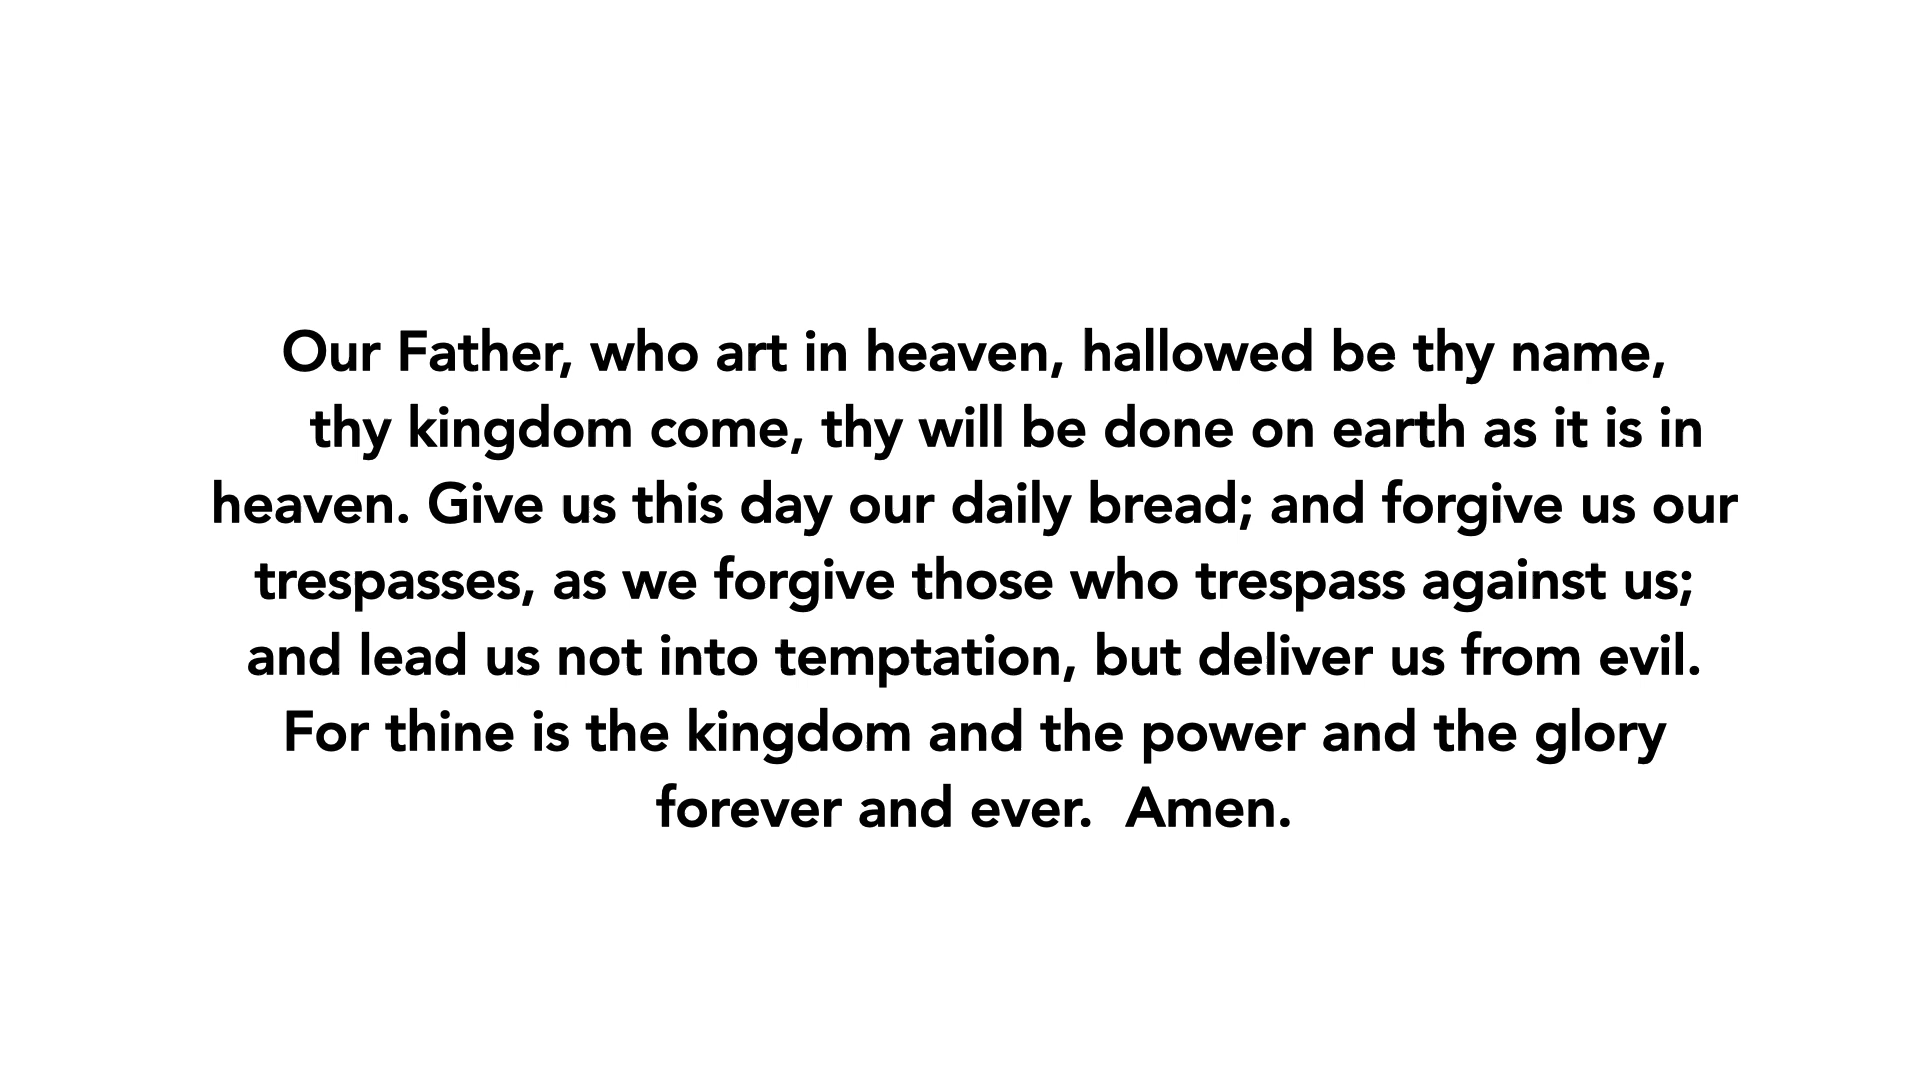 Our Father, who art in heaven, hallowed be thy name,
thy kingdom come, thy will be done on earth as it is in
heaven. Give us this day our daily bread; and forgive us our
trespasses, as we forgive those who trespass against us;
and lead us not into temptation, but deliver us from evil.
For thine is the kingdom and the power and the glory
forever and ever.  Amen.